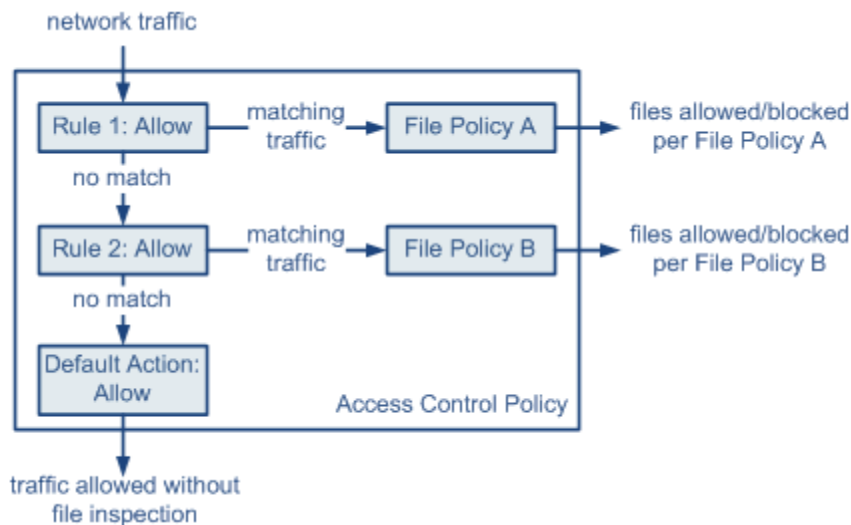 network traffic
Rule 1: Allow
matching
traffic
File Policy A
files allowed/blocked
per File Policy A
no match
Rule 2: Allow
matching
traffic
File Policy B
files allowed/blocked
per File Policy B
no match
Default Action:
Allow
Access Control Policy
traffic allowed without
file inspection